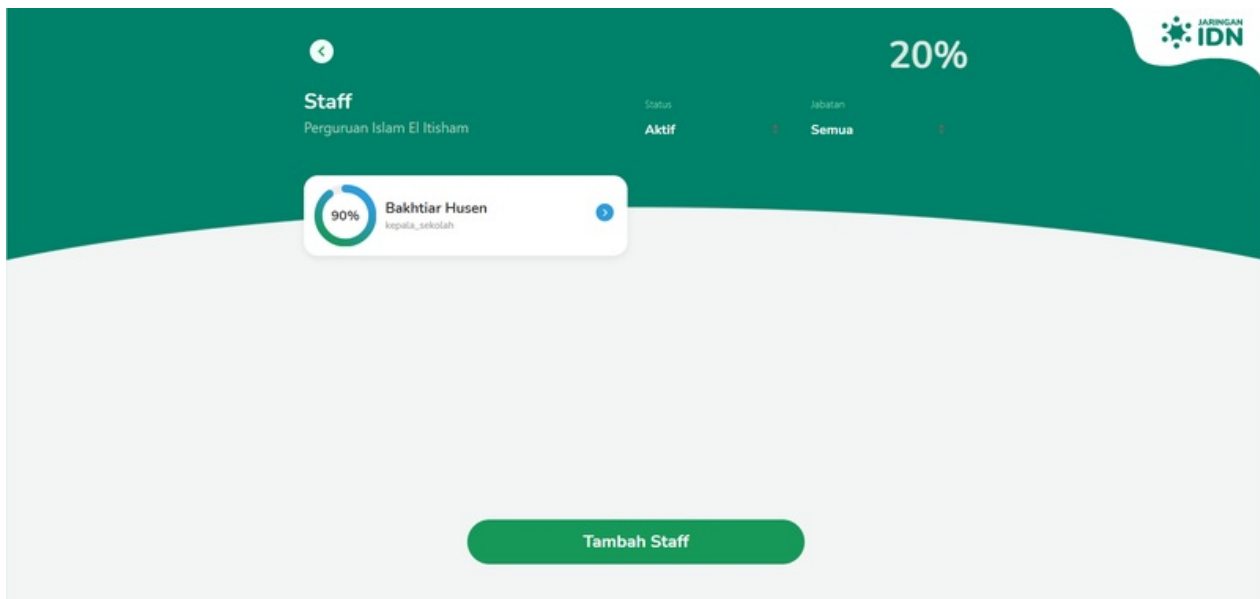 JARINGAN
IDN
20%
Staff
Perguruan Islam El Itisham
Status
Aktif
Jabatan
Semua
90%
Bakhtiar Husen
kepala_sekolah
Tambah Staff